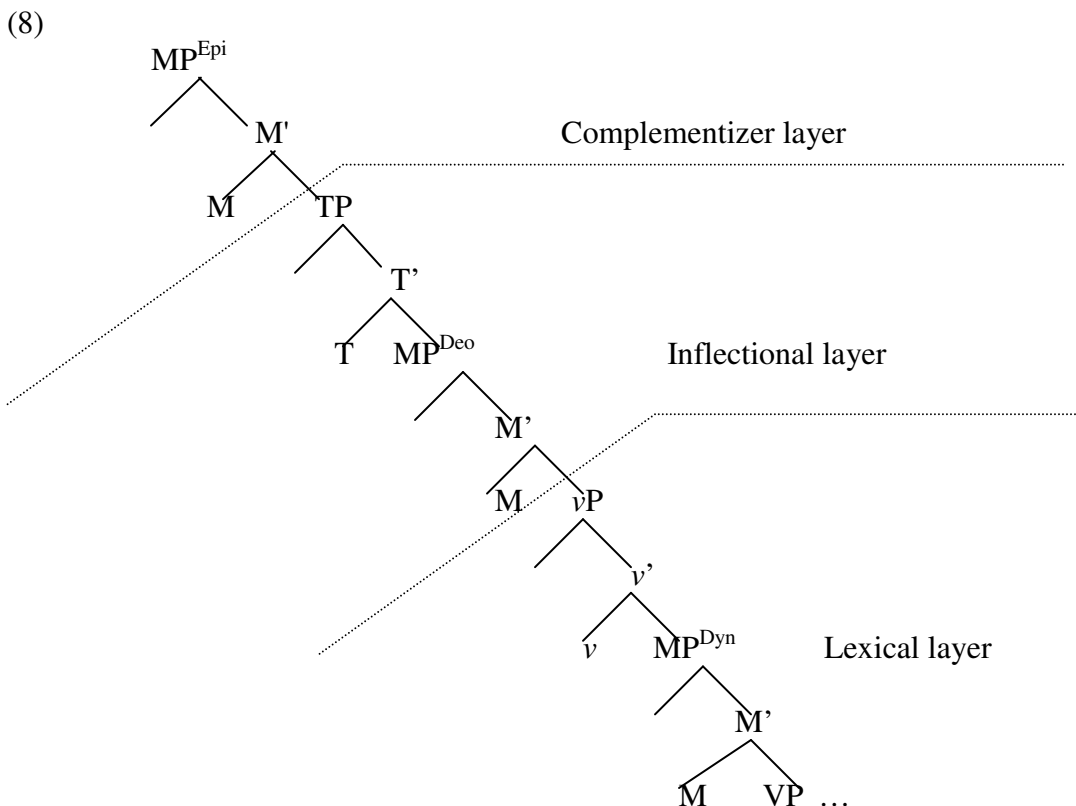 (8)
MP^Epi
M' Complementizer layer
M TP
T’
T MP^Deo Inflectional layer
M’
M vP
v’
v MP^Dyn Lexical layer
M’
M VP …